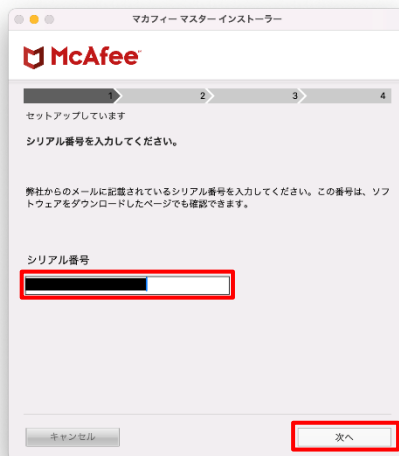 マカフィー マスター インストーラー
McAfee
1
2
3
4
セットアップしています
シリアル番号を入力してください。
弊社からのメールに記載されているシリアル番号を入力してください。この番号は、ソフ
トウェアをダウンロードしたページでも確認できます。
シリアル番号
キャンセル
次へ